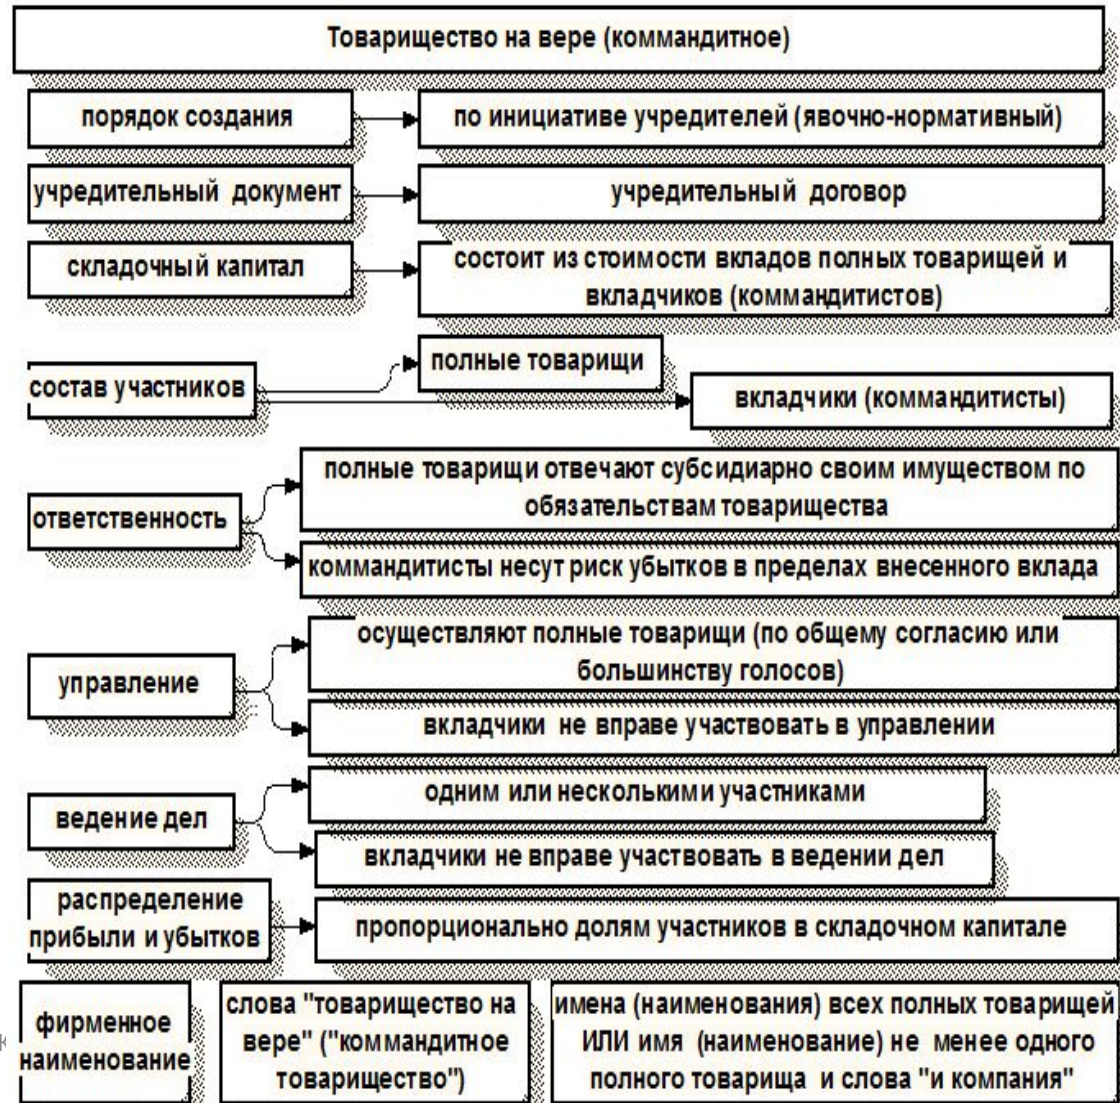 Товарищество на вере (коммандитное)
порядок создания
по инициативе учредителей (явочно-нормативный)
учредительный документ
учредительный договор
складочный капитал
состоит из стоимости вкладов полных товарищей и
вкладчиков (коммандитистов)
состав участников
полные товарищи
вкладчики (коммандитисты)
ответственность
полные товарищи отвечают субсидиарно своим имуществом по
обязательствам товарищества
коммандитисты несут риск убытков в пределах внесенного вклада
управление
осуществляют полные товарищи (по общему согласию или
большинству голосов)
вкладчики не вправе участвовать в управлении
ведение дел
одним или несколькими участниками
вкладчики не вправе участвовать в ведении дел
распределение
прибыли и убытков
пропорционально долям участников в складочном капитале
фирменное
наименование
слова "товарищество на
вере" ("коммандитное
товарищество")
имена (наименования) всех полных товарищей
ИЛИ имя (наименование) не менее одного
полного товарища и слова "и компания"